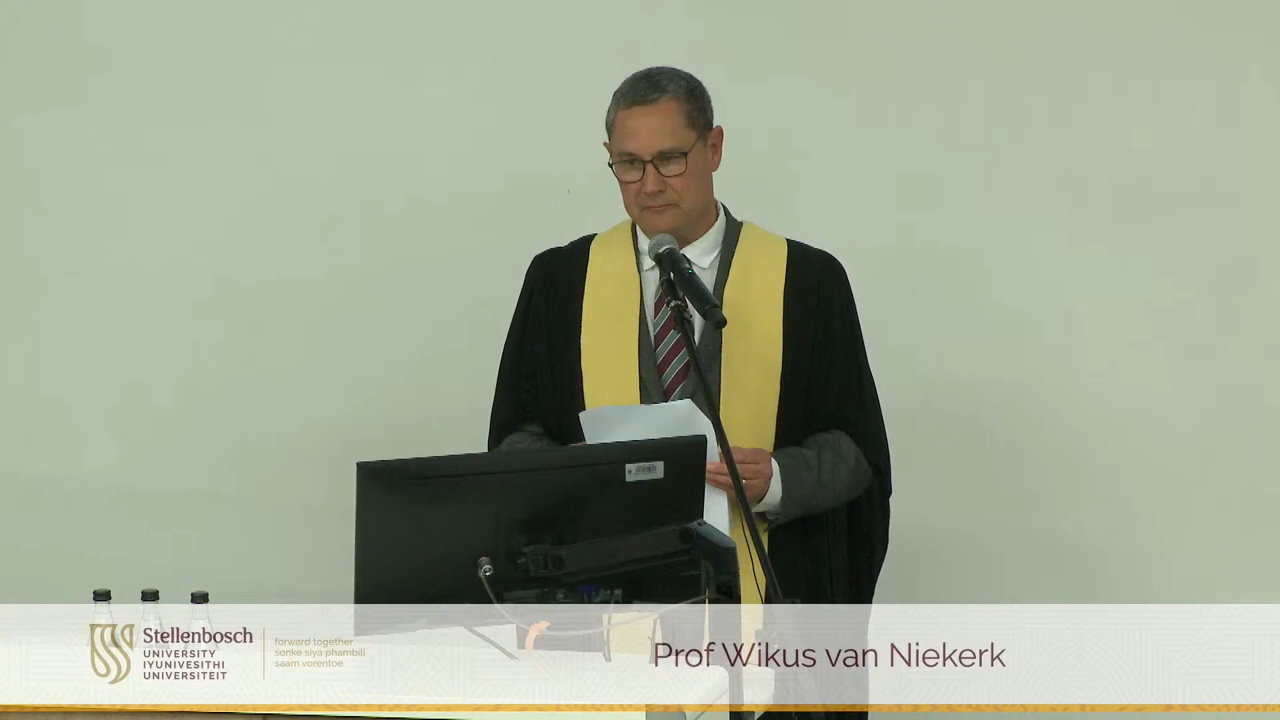 Stellenbosch
UNIVERSITY
IYUNIVESITHI
UNIVERSITEIT
forward together
sonke siya phambili
saam vorentoe
Prof Wikus van Niekerk